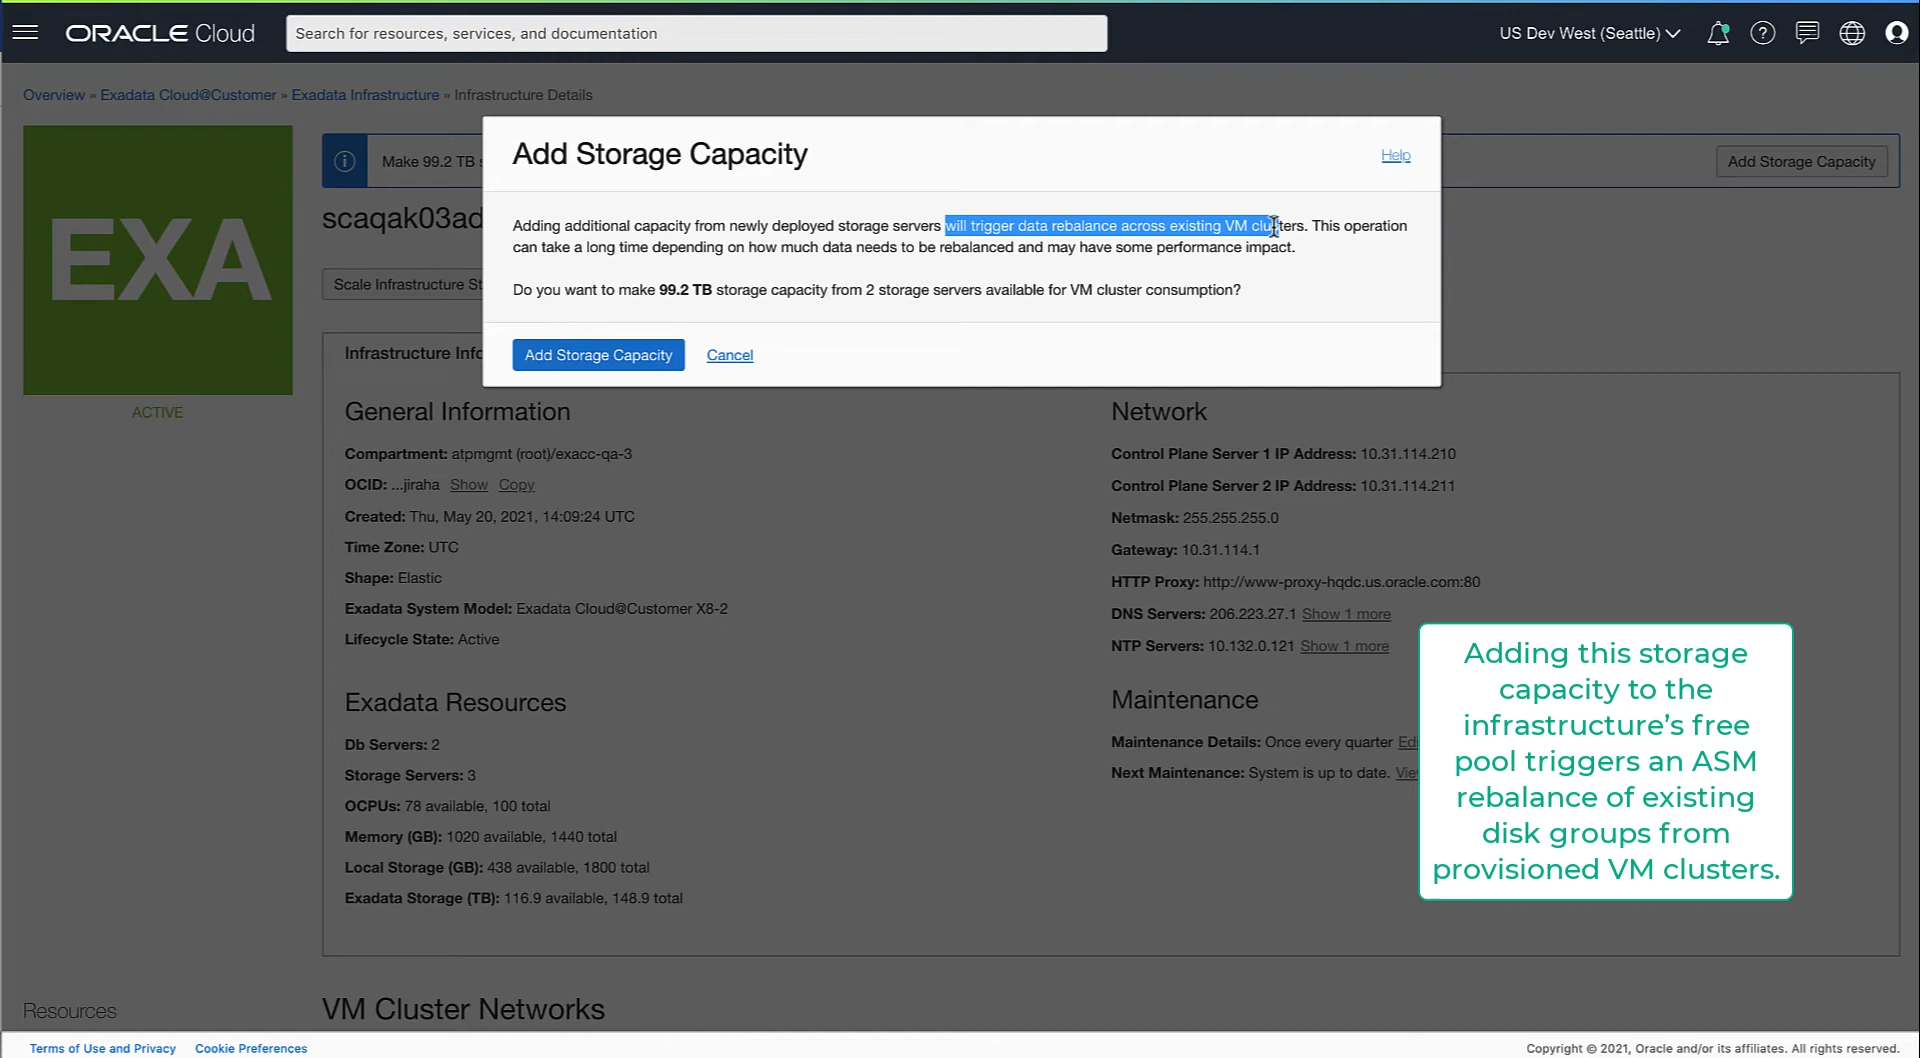 ORACLE Cloud
Search for resources, services, and documentation
US Dev West (Seattle)
Overview » Exadata Cloud@Customer » Exadata Infrastructure » Infrastructure Details
EXA
ACTIVE
Make 99.2 TB
Add Storage Capacity
scaqak03ad
Scale Infrastructure St
Add Storage Capacity
Help
Adding additional capacity from newly deployed storage servers will trigger data rebalance across existing VM clusters. This operation
can take a long time depending on how much data needs to be rebalanced and may have some performance impact.
Do you want to make 99.2 TB storage capacity from 2 storage servers available for VM cluster consumption?
Add Storage Capacity
Cancel
Infrastructure Info
General Information
Compartment: atpmgmt (root)/exacc-qa-3
OCID: ...jiraha Show Copy
Created: Thu, May 20, 2021, 14:09:24 UTC
Time Zone: UTC
Shape: Elastic
Exadata System Model: Exadata Cloud@Customer X8-2
Lifecycle State: Active
Exadata Resources
Db Servers: 2
Storage Servers: 3
OCPUs: 78 available, 100 total
Memory (GB): 1020 available, 1440 total
Local Storage (GB): 438 available, 1800 total
Exadata Storage (TB): 116.9 available, 148.9 total
Network
Control Plane Server 1 IP Address: 10.31.114.210
Control Plane Server 2 IP Address: 10.31.114.211
Netmask: 255.255.255.0
Gateway: 10.31.114.1
HTTP Proxy: http://www-proxy-hqdc.us.oracle.com:80
DNS Servers: 206.223.27.1 Show 1 more
NTP Servers: 10.132.0.121 Show 1 more
Maintenance
Maintenance Details: Once every quarter Edi
Next Maintenance: System is up to date. Vie
Adding this storage
capacity to the
infrastructure’s free
pool triggers an ASM
rebalance of existing
disk groups from
provisioned VM clusters.
Resources
VM Cluster Networks
Terms of Use and Privacy
Cookie Preferences
Copyright © 2021, Oracle and/or its affiliates. All rights reserved.